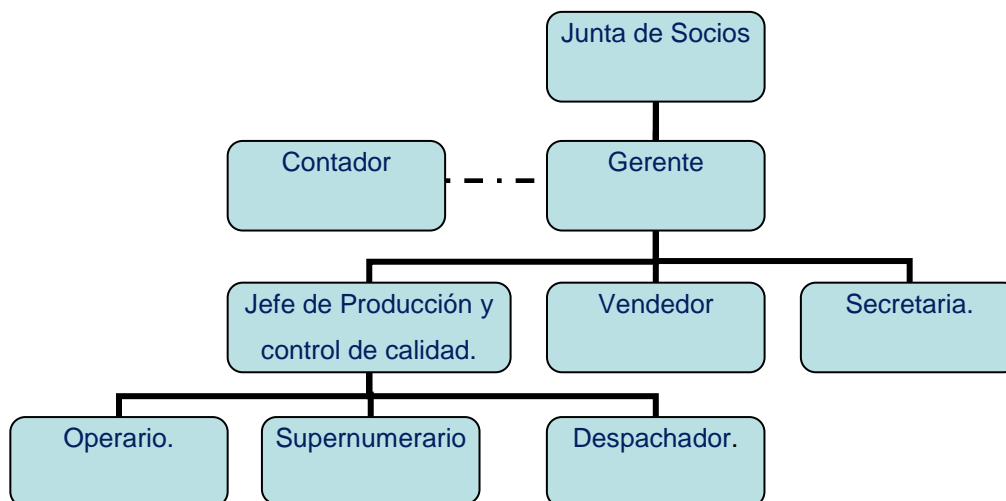 Junta de Socios
Contador
Gerente
Jefe de Producción y
control de calidad.
Vendedor
Secretaria.
Operario.
Supernumerario
Despachador.